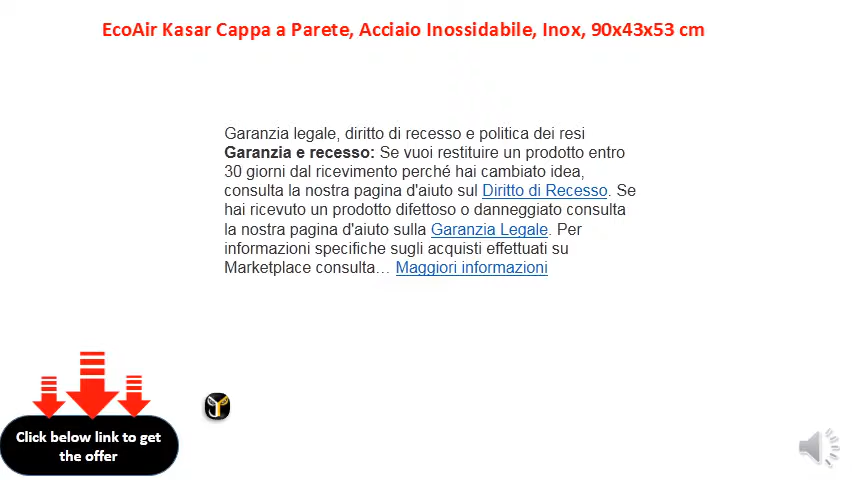 EcoAir Kasar Cappa a Parete, Acciaio Inossidabile, Inox, 90x43x53 cm
Garanzia legale, diritto di recesso e politica dei resi
Garanzia e recesso: Se vuoi restituire un prodotto entro
30 giorni dal ricevimento perché hai cambiato idea,
consulta la nostra pagina d'aiuto sul Diritto di Recesso. Se
hai ricevuto un prodotto difettoso o danneggiato consulta
la nostra pagina d'aiuto sulla Garanzia Legale. Per
informazioni specifiche sugli acquisti effettuati su
Marketplace consulta… Maggiori informazioni
Click below link to get
the offer